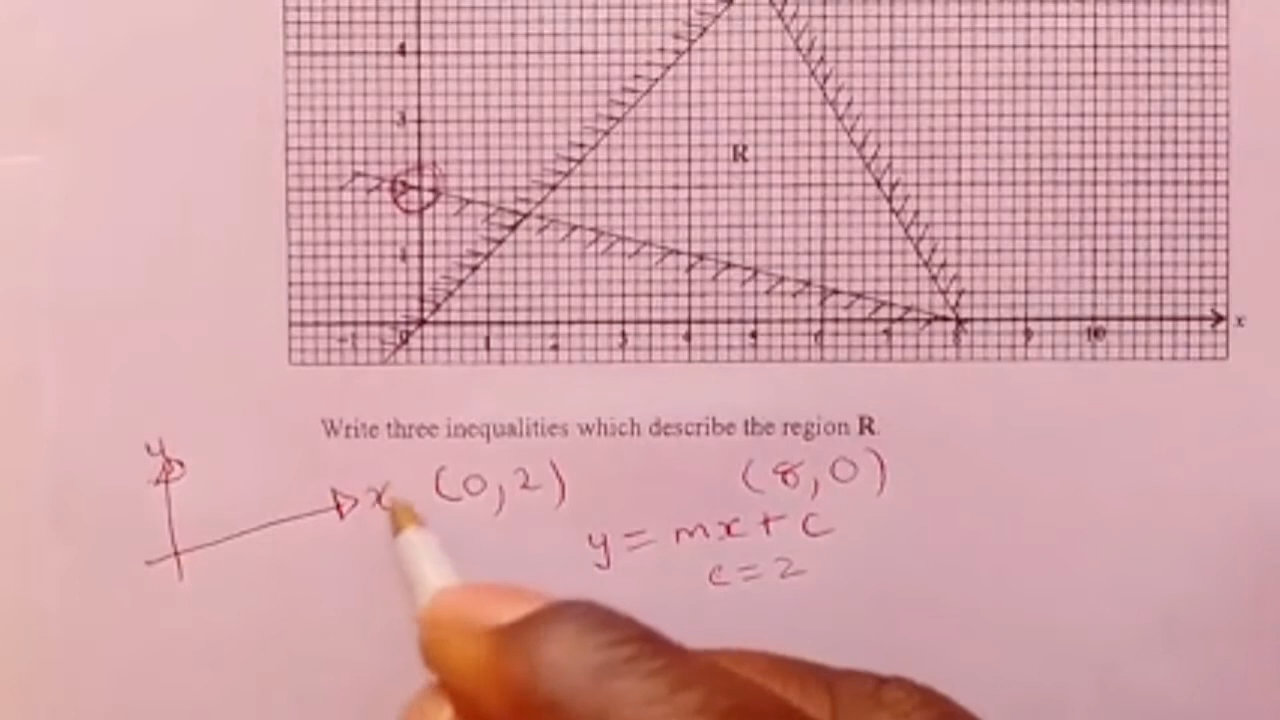 4
3
R
2
1
-1 0 1 2 3 4 5 6 7 8 9 10 x
Write three inequalities which describe the region R.
y
x (0,2) (8,0)
y = mx + c
c = 2